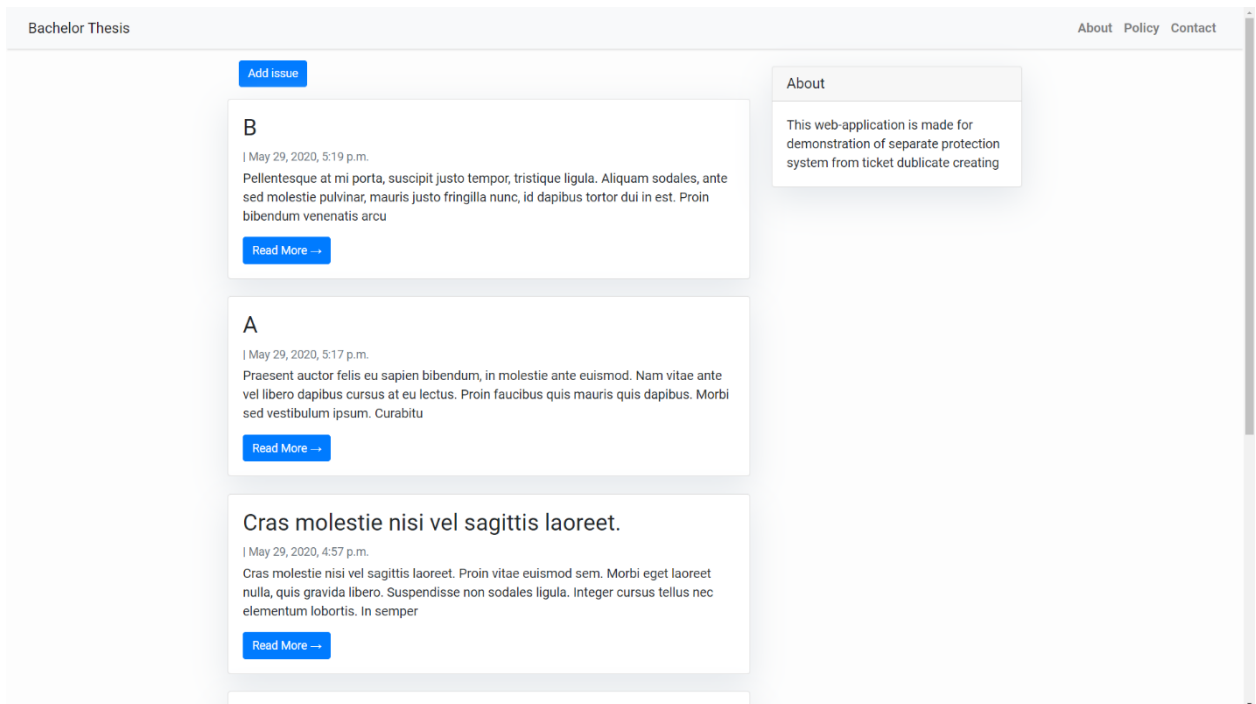 Bachelor Thesis
About Policy Contact
Add issue
B
| May 29, 2020, 5:19 p.m.
Pellentesque at mi porta, suscipit justo tempor, tristique ligula. Aliquam sodales, ante
sed molestie pulvinar, mauris justo fringilla nunc, id dapibus tortor dui in est. Proin
bibendum venenatis arcu
Read More →
A
| May 29, 2020, 5:17 p.m.
Praesent auctor felis eu sapien bibendum, in molestie ante euismod. Nam vitae ante
vel libero dapibus cursus at eu lectus. Proin faucibus quis mauris quis dapibus. Morbi
sed vestibulum ipsum. Curabitu
Read More →
Cras molestie nisi vel sagittis laoreet.
| May 29, 2020, 4:57 p.m.
Cras molestie nisi vel sagittis laoreet. Proin vitae euismod sem. Morbi eget laoreet
nulla, quis gravida libero. Suspendisse non sodales ligula. Integer cursus tellus nec
elementum lobortis. In semper
Read More →
About
This web-application is made for
demonstration of separate protection
system from ticket dublicate creating